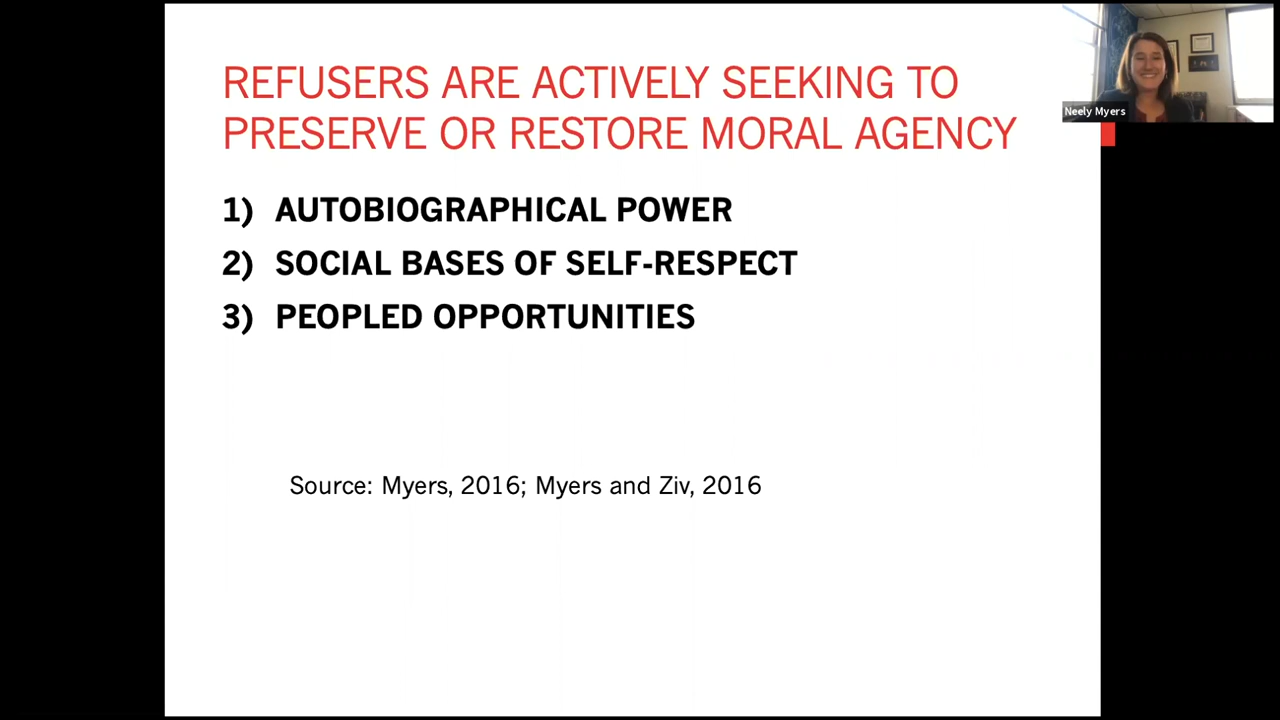 REFUSERS ARE ACTIVELY SEEKING TO
PRESERVE OR RESTORE MORAL AGENCY
1) AUTOBIOGRAPHICAL POWER
2) SOCIAL BASES OF SELF-RESPECT
3) PEOPLED OPPORTUNITIES
Source: Myers, 2016; Myers and Ziv, 2016
Neely Myers